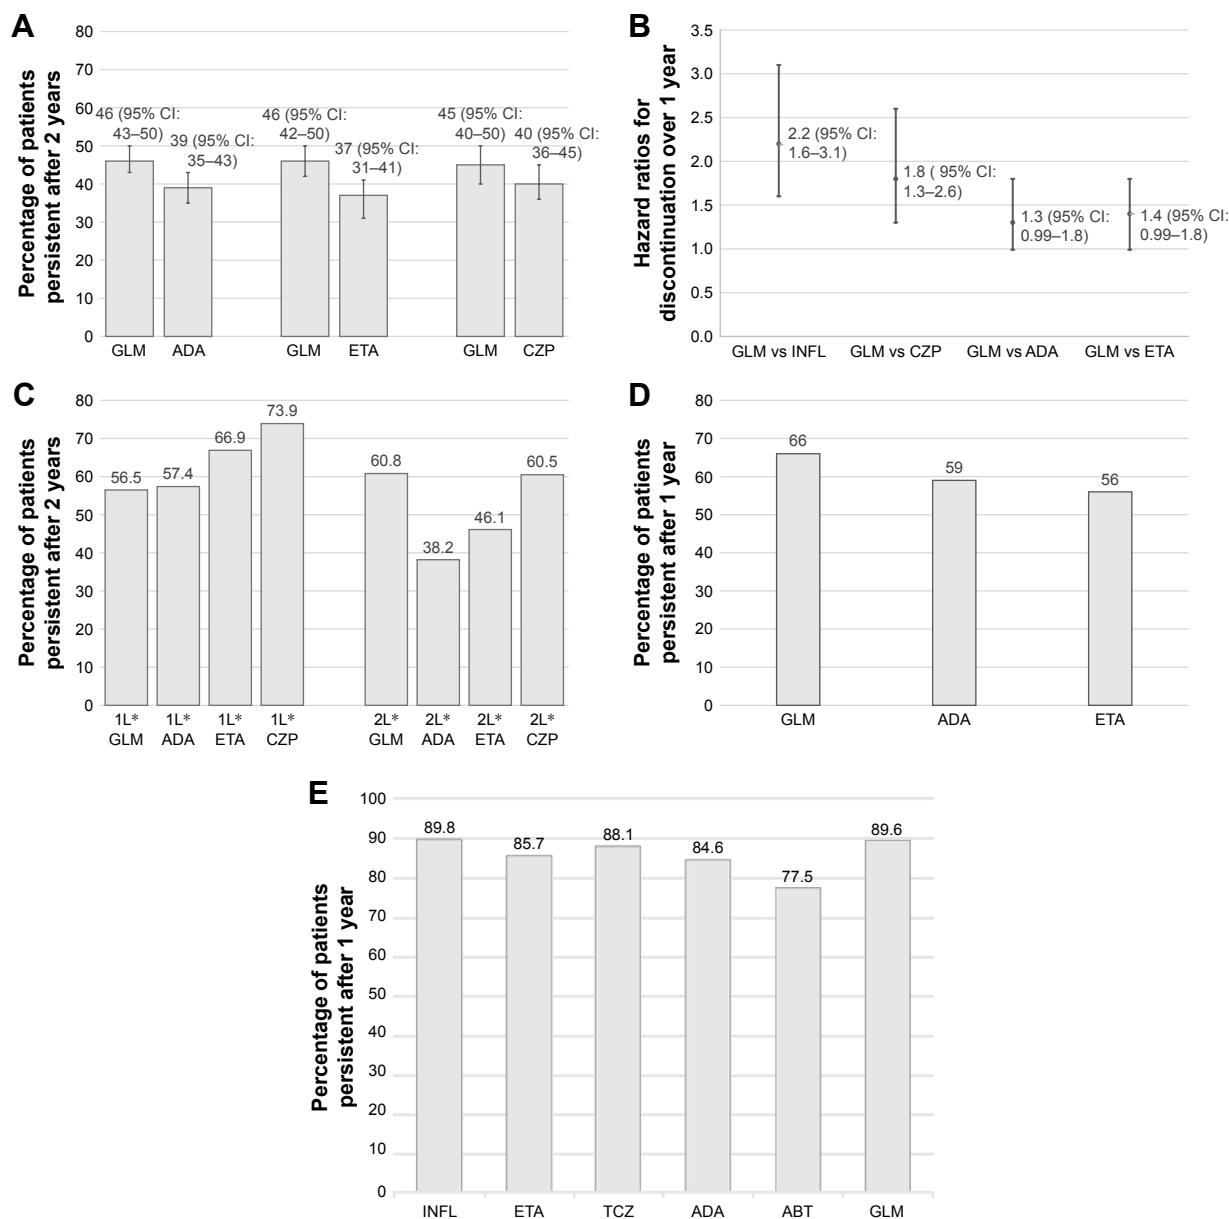 A
Percentage of patients
persistent after 2 years
80
70
60
50
40
30
20
10
0
46 (95% CI:
43–50)
39 (95% CI:
35–43)
46 (95% CI:
42–50)
37 (95% CI:
31–41)
45 (95% CI:
40–50)
40 (95% CI:
36–45)
GLM
ADA
GLM
ETA
GLM
CZP
B
Hazard ratios for
discontinuation over 1 year
3.5
3.0
2.5
2.0
1.5
1.0
0.5
0.0
2.2 (95% CI:
1.6–3.1)
1.8 ( 95% CI:
1.3–2.6)
1.3 (95% CI:
0.99–1.8)
1.4 (95% CI:
0.99–1.8)
GLM vs INFL
GLM vs CZP
GLM vs ADA
GLM vs ETA
C
Percentage of patients
persistent after 2 years
80
70
60
50
40
30
20
10
0
56.5
57.4
66.9
73.9
60.8
38.2
46.1
60.5
1L*
GLM
1L*
ADA
1L*
ETA
1L*
CZP
2L*
GLM
2L*
ADA
2L*
ETA
2L*
CZP
D
Percentage of patients
persistent after 1 year
80
70
60
50
40
30
20
10
0
66
59
56
GLM
ADA
ETA
E
Percentage of patients
persistent after 1 year
100
90
80
70
60
50
40
30
20
10
0
89.8
85.7
88.1
84.6
77.5
89.6
INFL
ETA
TCZ
ADA
ABT
GLM